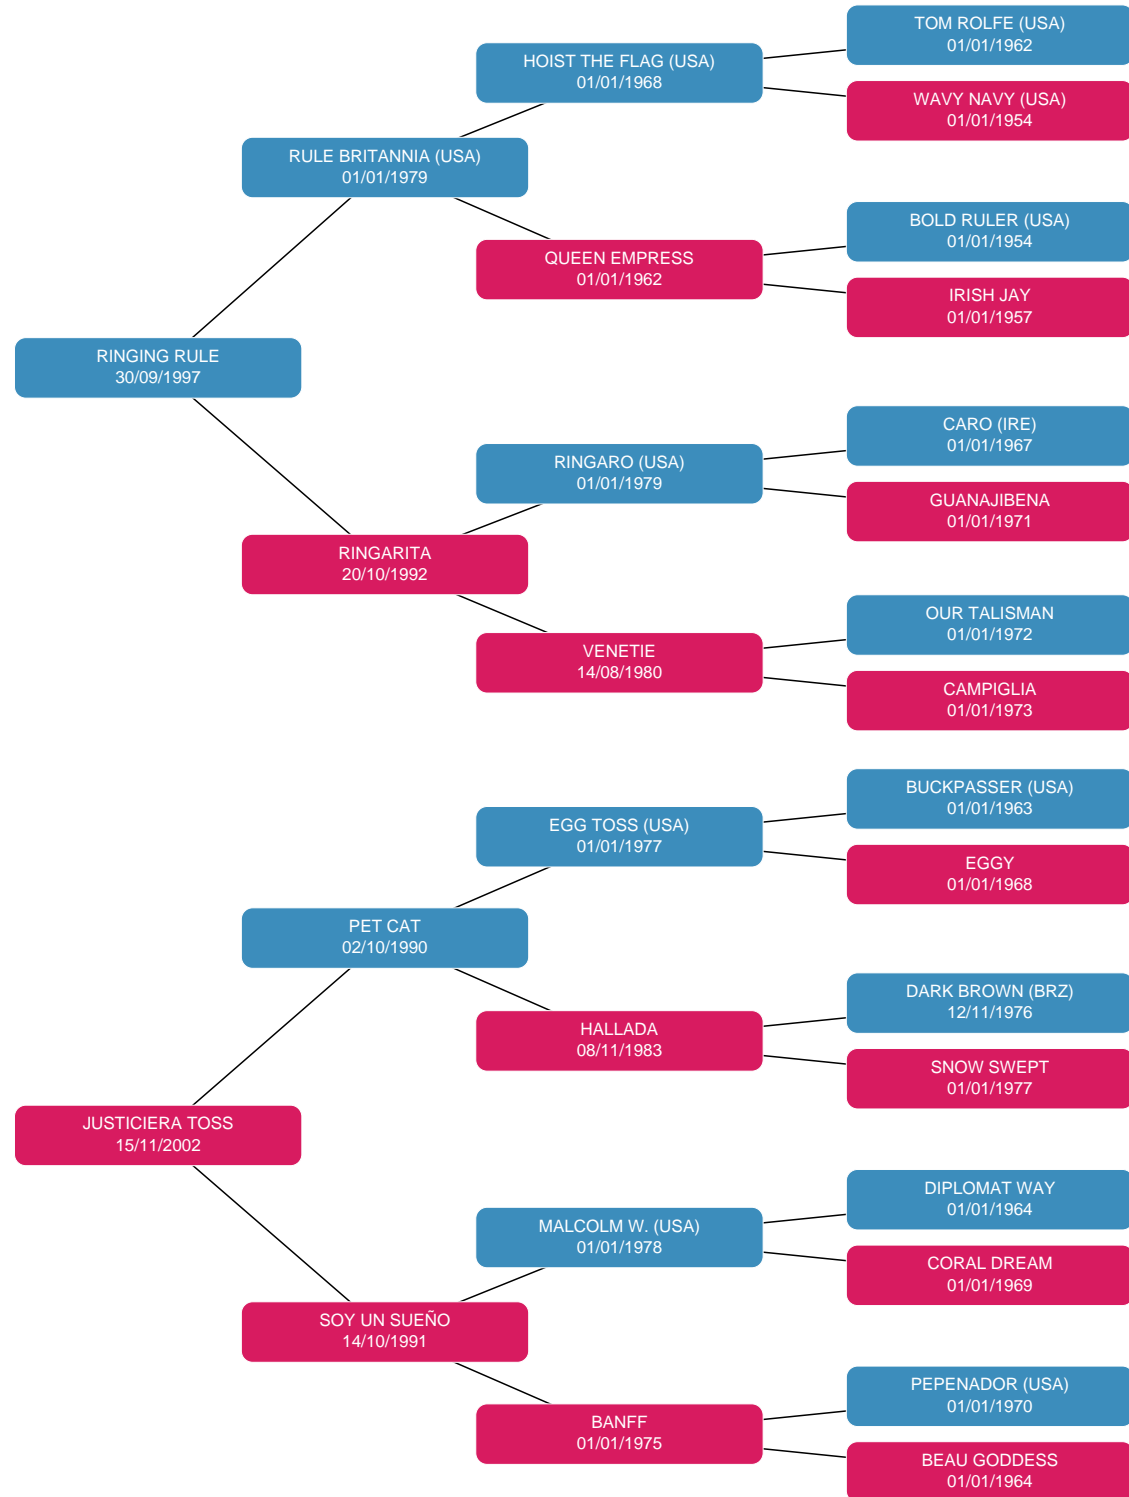 TOM ROLFE (USA)
01/01/1962
HOIST THE FLAG (USA)
01/01/1968
WAVY NAVY (USA)
01/01/1954
RULE BRITANNIA (USA)
01/01/1979
BOLD RULER (USA)
01/01/1954
QUEEN EMPRESS
01/01/1962
IRISH JAY
01/01/1957
RINGING RULE
30/09/1997
CARO (IRE)
01/01/1967
RINGARO (USA)
01/01/1979
GUANAJIBENA
01/01/1971
RINGARITA
20/10/1992
OUR TALISMAN
01/01/1972
VENETIE
14/08/1980
CAMPIGLIA
01/01/1973
BUCKPASSER (USA)
01/01/1963
EGG TOSS (USA)
01/01/1977
EGGY
01/01/1968
PET CAT
02/10/1990
DARK BROWN (BRZ)
12/11/1976
HALLADA
08/11/1983
SNOW SWEPT
01/01/1977
JUSTICIERA TOSS
15/11/2002
DIPLOMAT WAY
01/01/1964
MALCOLM W. (USA)
01/01/1978
CORAL DREAM
01/01/1969
SOY UN SUEÑO
14/10/1991
PEPENADOR (USA)
01/01/1970
BANFF
01/01/1975
BEAU GODDESS
01/01/1964